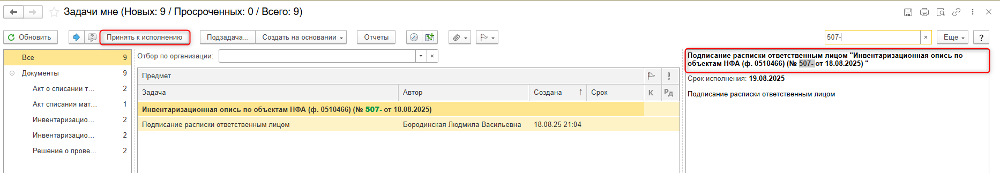 Задачи мне (Новых: 9 / Просроченных: 0 / Всего: 9)
Обновить
Принять к исполнению
Подзадача...
Создать на основании
Отчеты
507-
×
Еще
?
Все 9
Документы 9
Акт о списании т... 2
Акт списания мат... 1
Инвентаризацио... 2
Инвентаризацио... 2
Решение о прове... 2
Отбор по организации:
Предмет
Задача Автор Создана ↑ Срок К Рд
Инвентаризационная опись по объектам НФА (ф. 0510466) (№ 507- от 18.08.2025)
Подписание расписки ответственным лицом Бородинская Людмила Васильевна 18.08.25 21:04
Подписание расписки ответственным лицом "Инвентаризационная опись по
объектам НФА (ф. 0510466) (№ 507- от 18.08.2025) "
Срок исполнения: 19.08.2025
Подписание расписки ответственным лицом